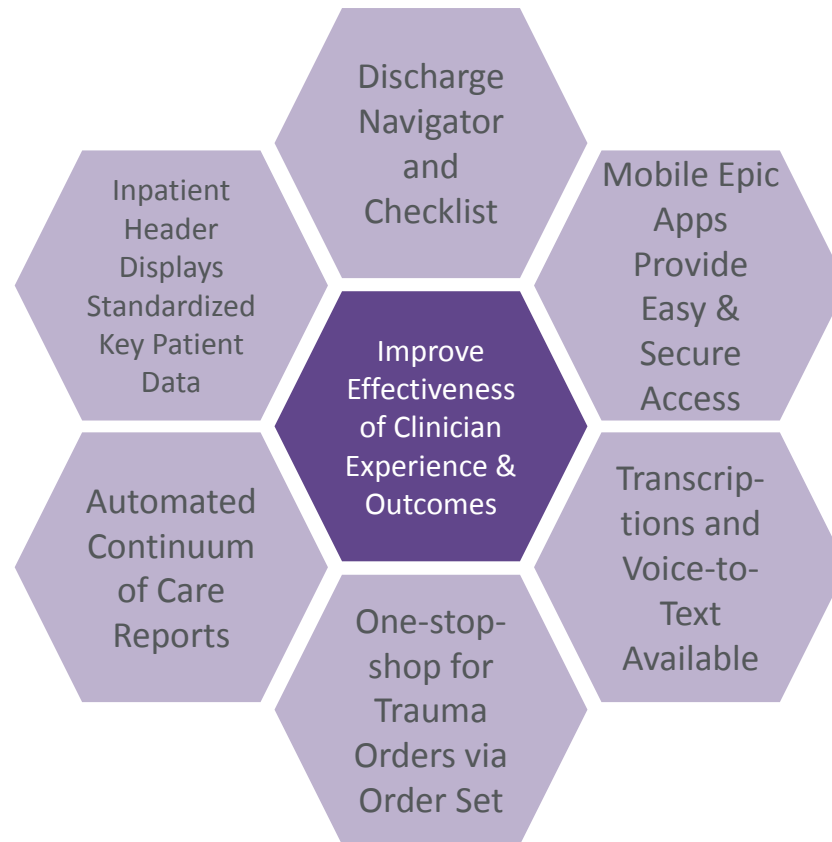 Discharge
Navigator
and
Checklist
Inpatient
Header
Displays
Standardized
Key Patient
Data
Mobile Epic
Apps
Provide
Easy &
Secure
Access
Improve
Effectiveness
of Clinician
Experience &
Outcomes
Automated
Continuum
of Care
Reports
Transcrip-
tions and
Voice-to-
Text
Available
One-stop-
shop for
Trauma
Orders via
Order Set